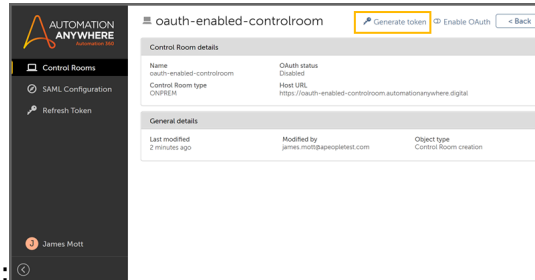 AUTOMATION
ANYWHERE
Automation 360
Control Rooms
SAML Configuration
Refresh Token
J James Mott
oauth-enabled-controlroom
Generate token
Enable OAuth
< Back
Control Room details
Name
OAuth status
oauth-enabled-controlroom
Disabled
Control Room type
Host URL
ONPREM
https://oauth-enabled-controlroom.automationanywhere.digital
General details
Last modified
Modified by
Object type
2 minutes ago
james.mott@apeopletest.com
Control Room creation
: